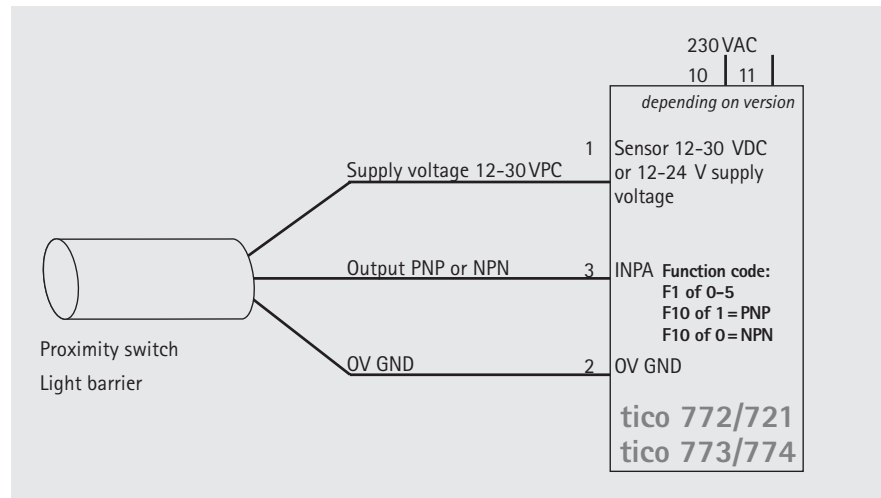 230 VAC
10 11
depending on version
1 Sensor 12-30 VDC
or 12-24 V supply
voltage
Supply voltage 12-30 VPC
Output PNP or NPN
3 INPA Function code:
F1 of 0-5
F10 of 1=PNP
F10 of 0=NPN
Proximity switch
Light barrier
0V GND
2 0V GND
tico 772/721
tico 773/774